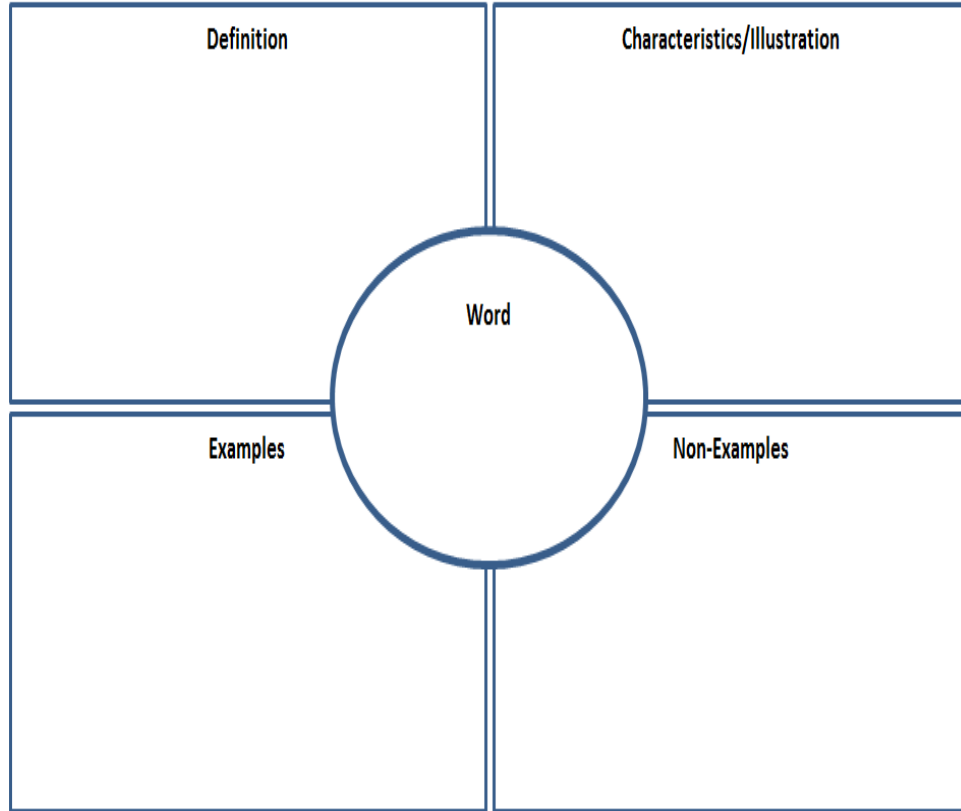 Definition
Characteristics/Illustration
Word
Examples
Non-Examples